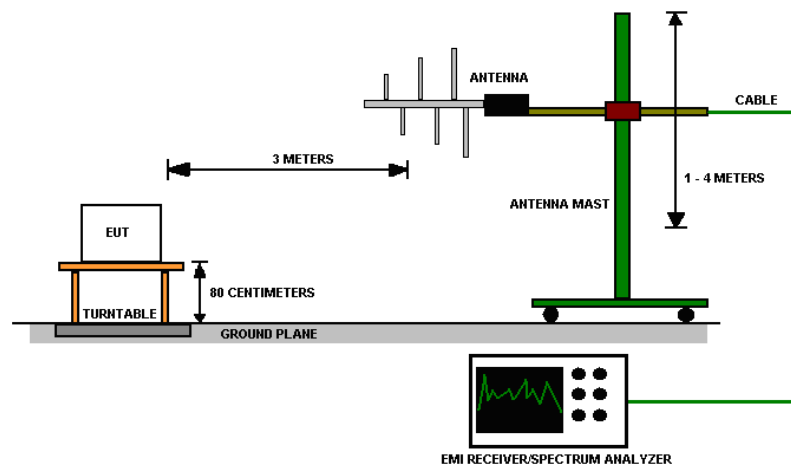 ANTENNA
CABLE
3 METERS
1 - 4 METERS
ANTENNA MAST
EUT
80 CENTIMETERS
TURNTABLE
GROUND PLANE
EMI RECEIVER/SPECTRUM ANALYZER